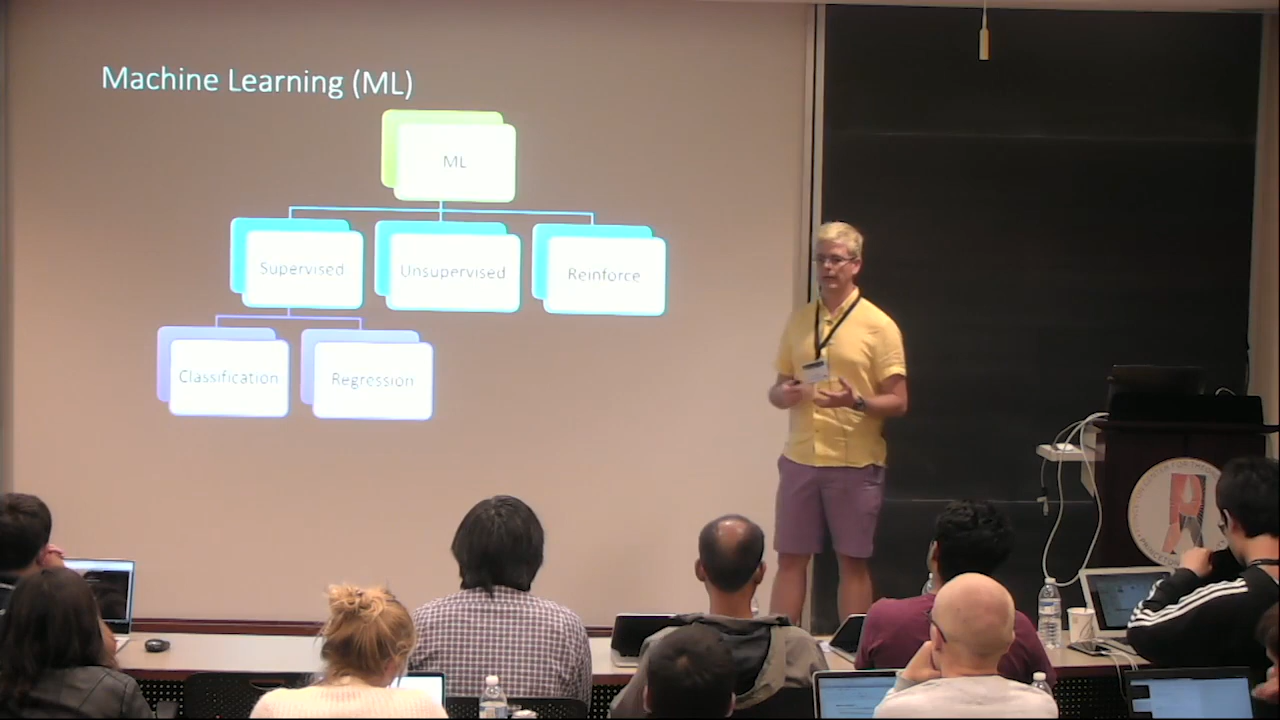 Machine Learning (ML)
ML
Supervised
Unsupervised
Reinforce
Classification
Regression